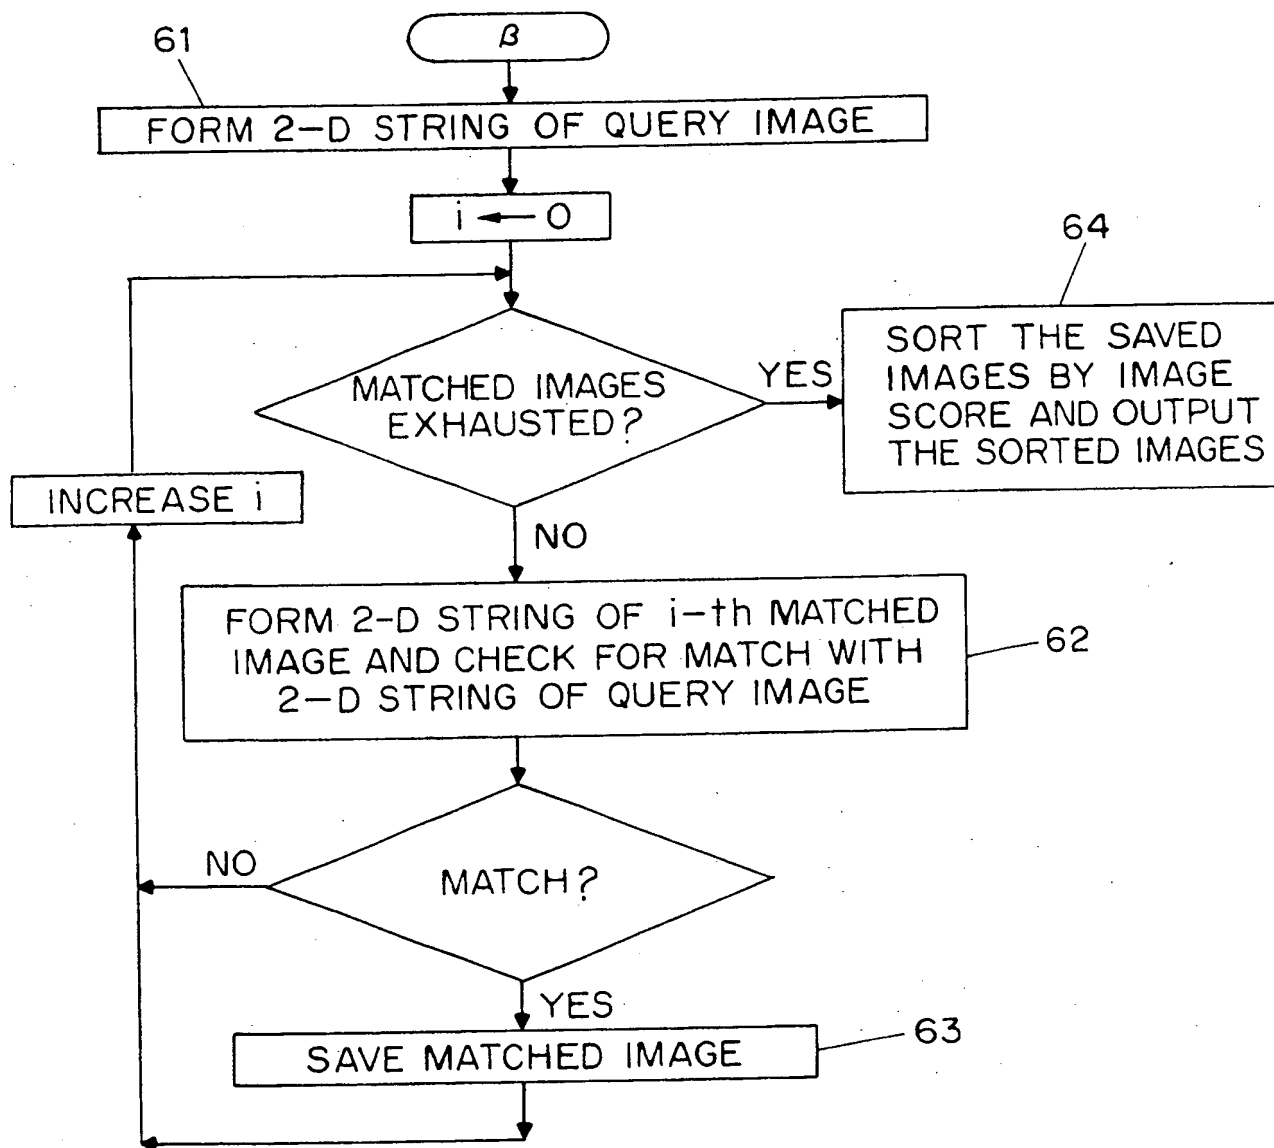 61
β
FORM 2-D STRING OF QUERY IMAGE
i ← 0
64
SORT THE SAVED
IMAGES BY IMAGE
SCORE AND OUTPUT
THE SORTED IMAGES
YES
MATCHED IMAGES
EXHAUSTED?
INCREASE i
NO
FORM 2-D STRING OF i-th MATCHED
IMAGE AND CHECK FOR MATCH WITH
2-D STRING OF QUERY IMAGE
62
NO
MATCH?
YES
SAVE MATCHED IMAGE
63